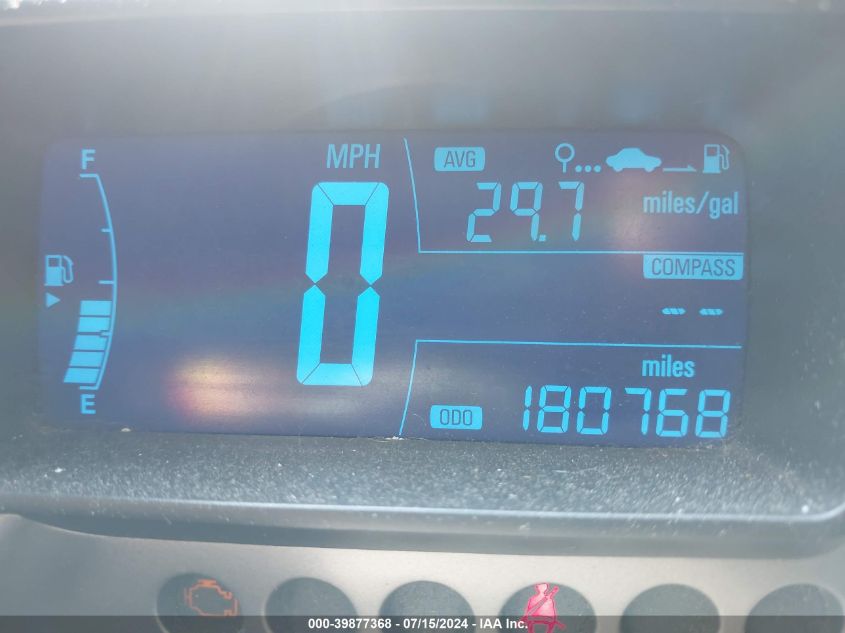 F
MPH
AVG
29.7
miles/gal
COMPASS
--
0
miles
ODO
180768
E
000-39877368 - 07/15/2024 - IAA Inc.